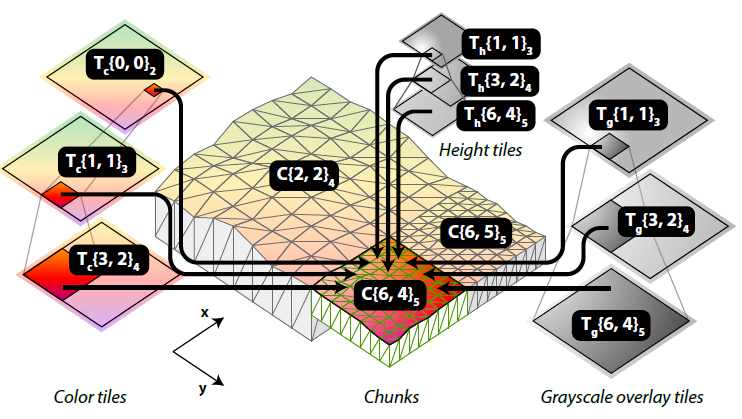 T_c{0, 0}_2
T_c{1, 1}_3
T_c{3, 2}_4
Color tiles
x
y
C{2, 2}_4
C{6, 5}_5
C{6, 4}_5
Chunks
T_h{1, 1}_3
T_h{3, 2}_4
T_h{6, 4}_5
Height tiles
T_g{1, 1}_3
T_g{3, 2}_4
T_g{6, 4}_5
Grayscale overlay tiles